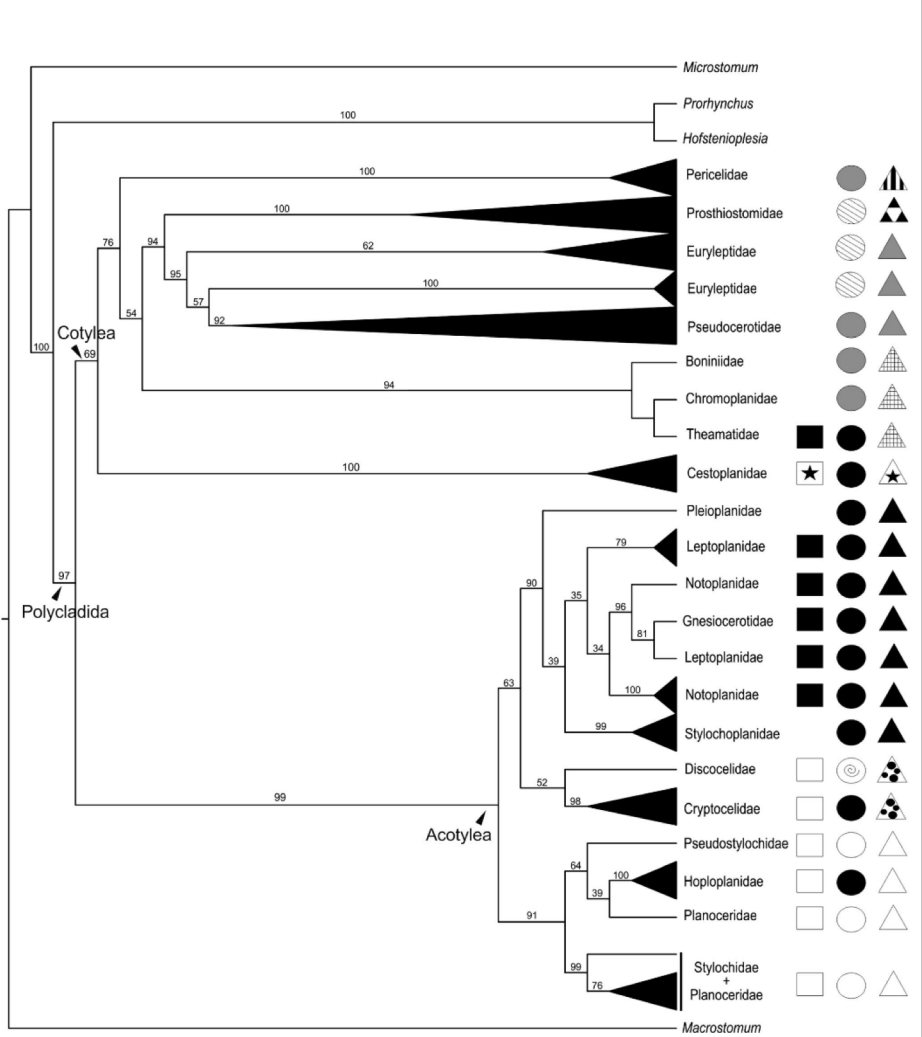 Microstomum
Prorhynchus
100
Hofstenioplesia
100
Pericelidae
100
Prosthiostomidae
76
94
62
Euryleptidae
95
100
Euryleptidae
57
54
92
Pseudocerotidae
Cotylea
100
69
Boniniidae
94
Chromoplanidae
Theamatidae
100
Cestoplanidae
Pleioplanidae
79
Leptoplanidae
97
90
Notoplanidae
Polycladida
35
96
Gnesiocerotidae
81
34
Leptoplanidae
39
63
100
Notoplanidae
99
Stylochoplanidae
Discocelidae
52
99
98
Cryptocelidae
Acotylea
Pseudostylochidae
64
100
Hoploplanidae
39
91
Planoceridae
99
Stylochidae
+
76
Planoceridae
Macrostomum